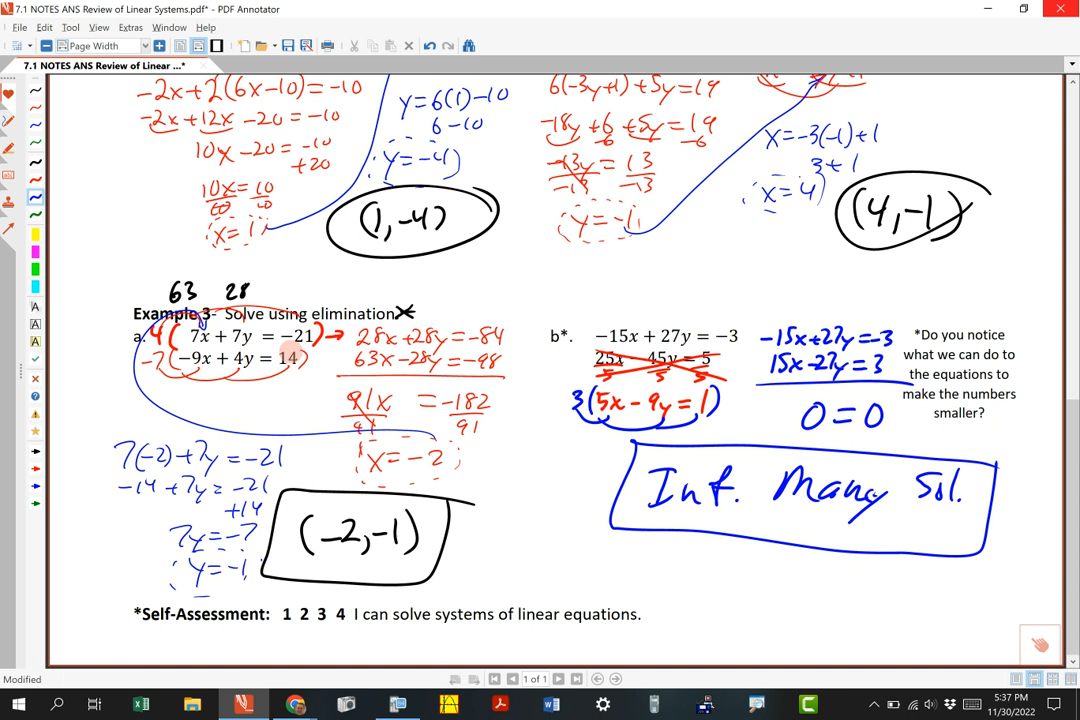 7.1 NOTES ANS Review of Linear Systems.pdf* - PDF Annotator
File Edit Tool View Extras Window Help
Page Width
7.1 NOTES ANS Review of Linear ...*
-2x+2(6x-10)=-10
-2x+12x-20=-10
10x-20=-10
+20
10x=10
x=1
y=6(1)-10
6-10
y=-4
(1,-4)
6(-3y+1)+5y=19
-18y+6+5y=19
-6 -6
-13y=13
-13 -13
y=-1
x=-3(-1)+1
3+1
x=4
(4,-1)
63 28
Example 3- Solve using elimination.
a. 4( 7x + 7y = -21)
-7( -9x + 4y = 14)
28x+28y=-84
63x-28y=-98
91x =-182
91 91
x=-2
7(-2)+7y=-21
-14+7y=-21
+14
7y=-7
y=-1
(-2,-1)
b*. -15x + 27y = -3
25x - 45y = 5
5 5 5
3(5x-9y=1)
-15x+27y=-3
15x-27y=3
0=0
Inf. Many Sol.
*Do you notice
what we can do to
the equations to
make the numbers
smaller?
*Self-Assessment: 1 2 3 4 I can solve systems of linear equations.
1 of 1
Modified
5:37 PM
11/30/2022